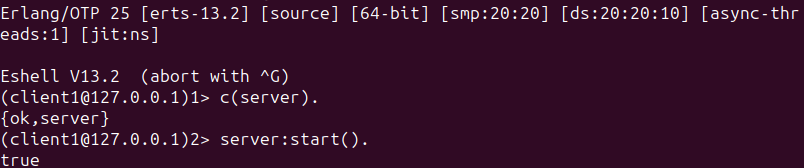 Erlang/OTP 25 [erts-13.2] [source] [64-bit] [smp:20:20] [ds:20:20:10] [async-thr
eads:1] [jit:ns]
Eshell V13.2  (abort with ^G)
(client1@127.0.0.1)1> c(server).
{ok,server}
(client1@127.0.0.1)2> server:start().
true